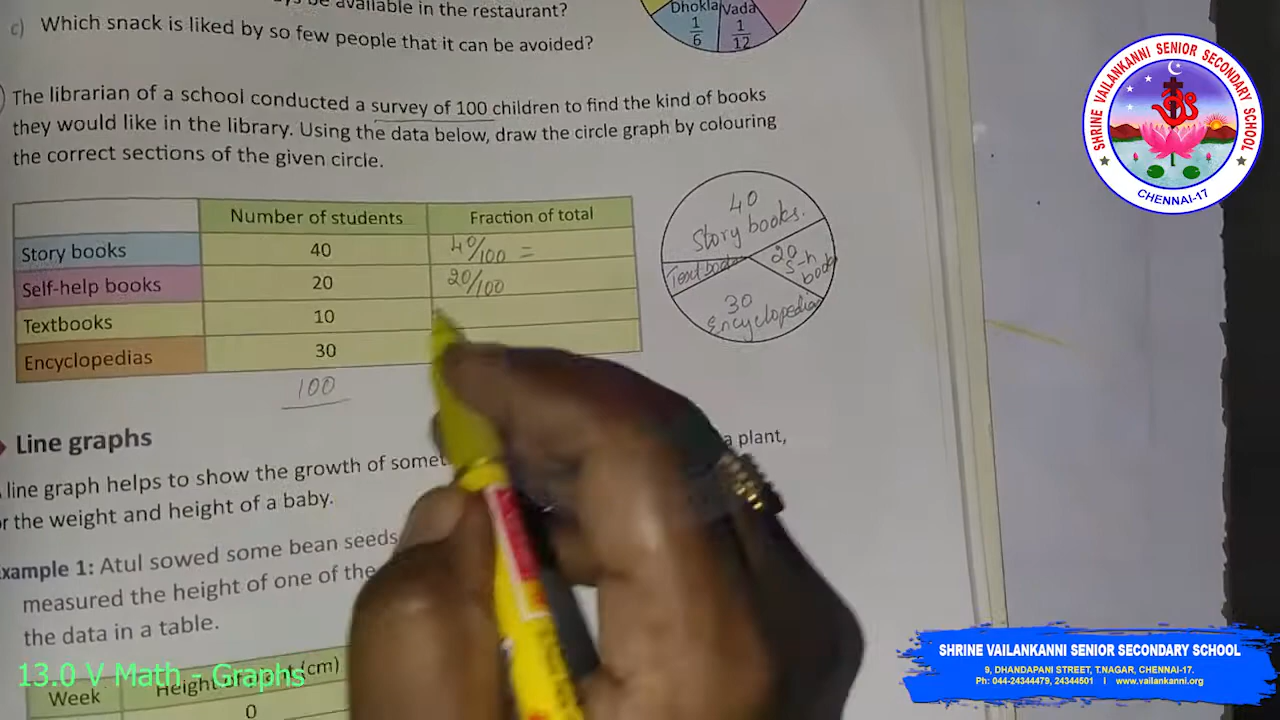 be available in the restaurant?
c) Which snack is liked by so few people that it can be avoided?
Dhokla
1
6
Vada
1
12
The librarian of a school conducted a survey of 100 children to find the kind of books
they would like in the library. Using the data below, draw the circle graph by colouring
the correct sections of the given circle.
Number of students Fraction of total
Story books 40 40/100 =
Self-help books 20 20/100
Textbooks 10
Encyclopedias 30
100
40
Story books.
20
S-h
book
30
Encyclopedia
Line graphs
line graph helps to show the growth of a plant,
or the weight and height of a baby.
Example 1: Atul sowed some bean seeds
measured the height of one of the
the data in a table.
Week
0
13.0 V Math - Graphs
SHRINE VAILANKANNI SENIOR SECONDARY SCHOOL
CHENNAI-17
SHRINE VAILANKANNI SENIOR SECONDARY SCHOOL
9, DHANDAPANI STREET, T.NAGAR, CHENNAI-17.
Ph: 044-24344479, 24344501 I www.vailankanni.org